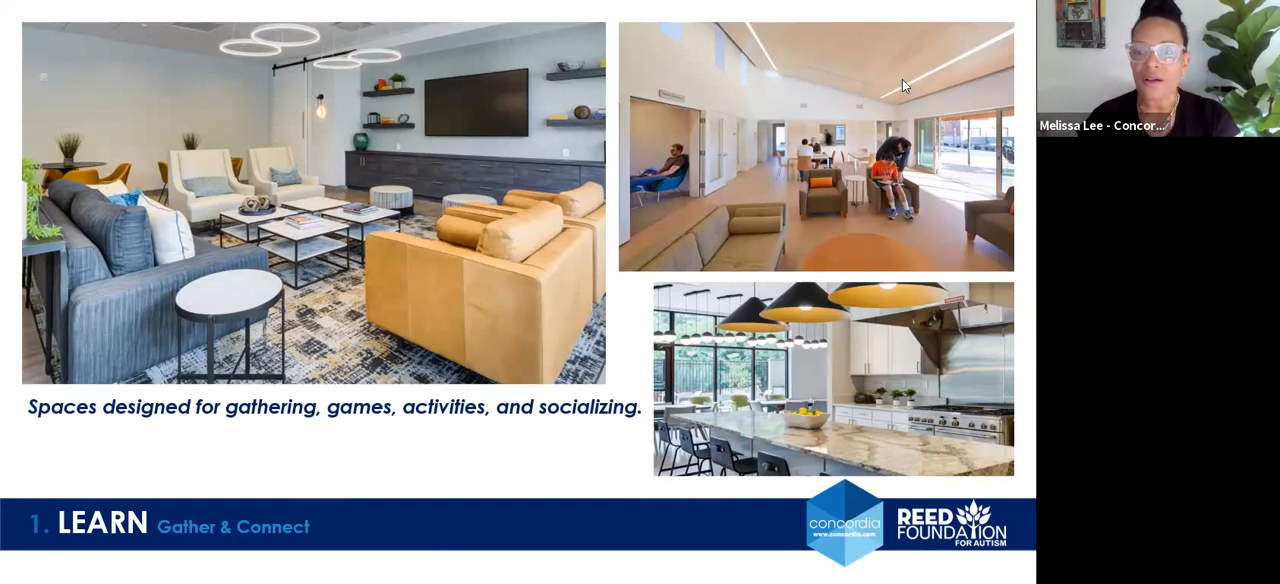 Melissa Lee - Concor...
Spaces designed for gathering, games, activities, and socializing.
1. LEARN Gather & Connect
concordia
www.concordia.com
REED
FOUNDATION
FOR AUTISM